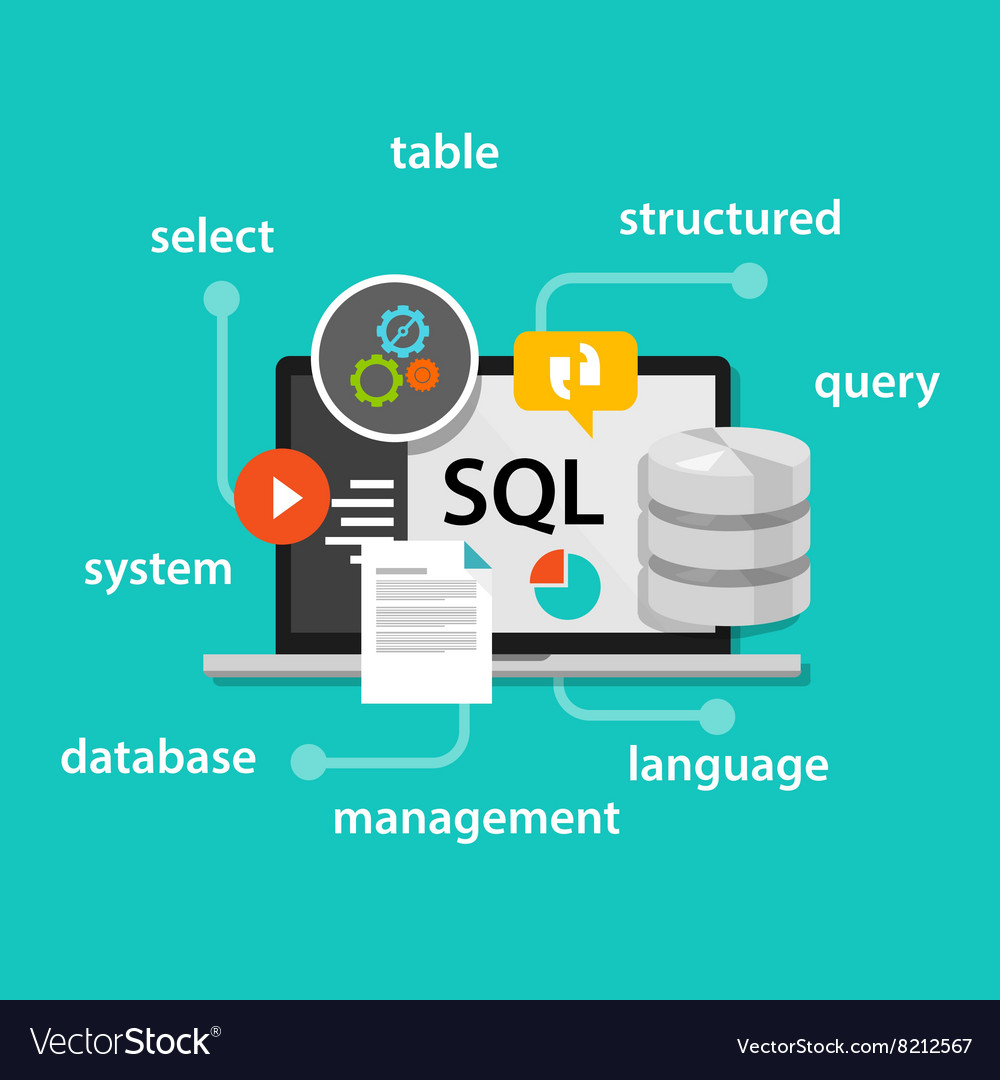 table
select
structured
query
SQL
system
database
language
management
VectorStock®
VectorStock.com/8212567